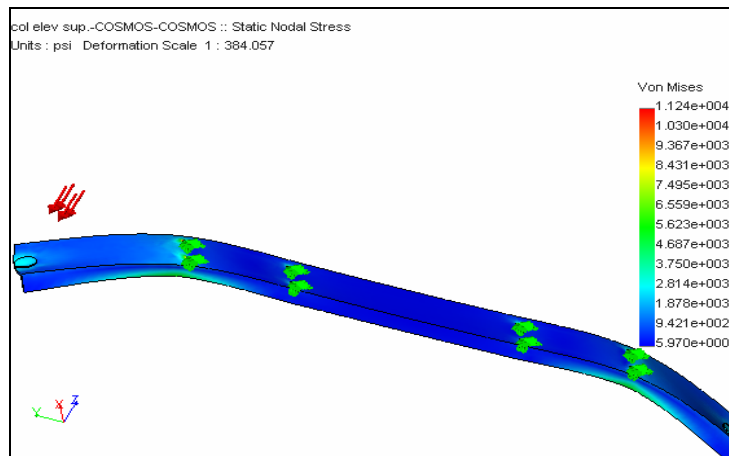 col elev sup.-COSMOS-COSMOS :: Static Nodal Stress
Units : psi Deformation Scale 1 : 384.057
Von Mises
1.124e+004
1.030e+004
9.367e+003
8.431e+003
7.495e+003
6.559e+003
5.623e+003
4.687e+003
3.750e+003
2.814e+003
1.878e+003
9.421e+002
5.970e+000
Y
X
Z